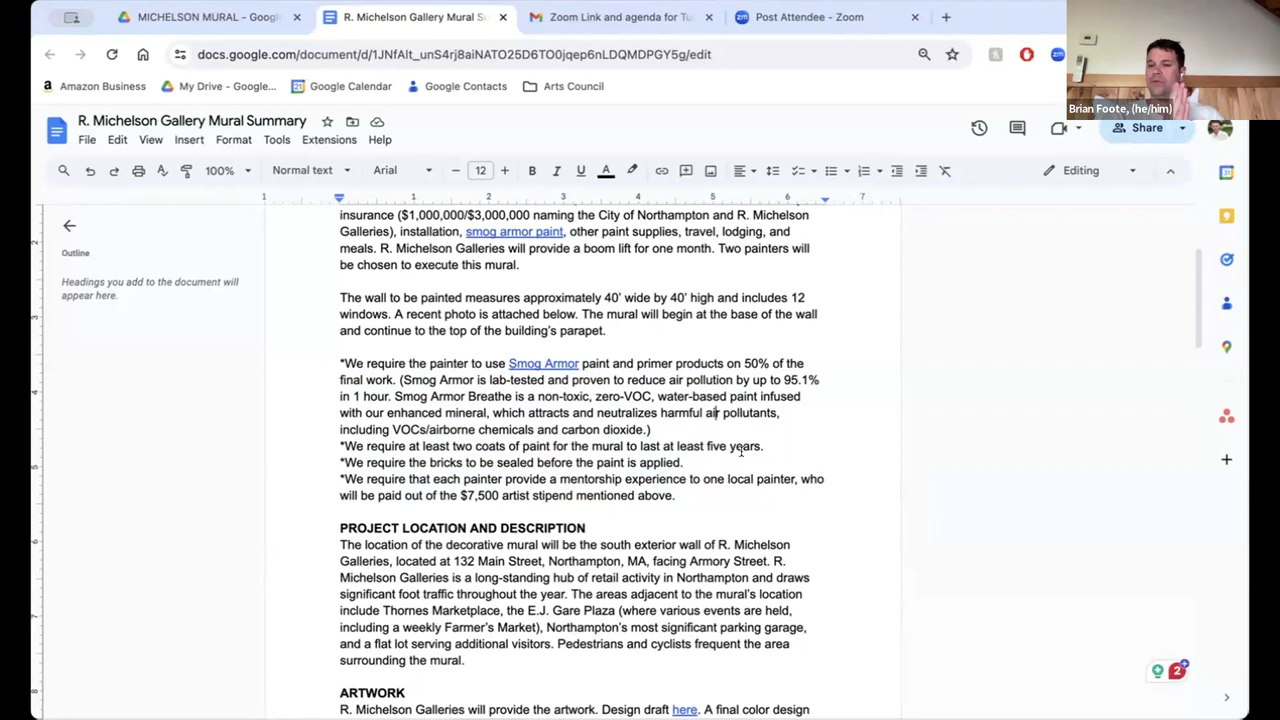 MICHELSON MURAL - Googl
R. Michelson Gallery Mural Su
Zoom Link and agenda for Tu
Post Attendee - Zoom
docs.google.com/document/d/1JNfAlt_unS4rj8aiNATO25D6TO0jqep6nLDQMDPGY5g/edit
Amazon Business
My Drive - Google...
Google Calendar
Google Contacts
Arts Council
Brian Foote, (he/him)
R. Michelson Gallery Mural Summary
File Edit View Insert Format Tools Extensions Help
Share
100% Normal text Arial 12 Editing
1 1 2 3 4 5 6 7
Outline
Headings you add to the document will
appear here.
insurance ($1,000,000/$3,000,000 naming the City of Northampton and R. Michelson
Galleries), installation, smog armor paint, other paint supplies, travel, lodging, and
meals. R. Michelson Galleries will provide a boom lift for one month. Two painters will
be chosen to execute this mural.
The wall to be painted measures approximately 40' wide by 40' high and includes 12
windows. A recent photo is attached below. The mural will begin at the base of the wall
and continue to the top of the building's parapet.
*We require the painter to use Smog Armor paint and primer products on 50% of the
final work. (Smog Armor is lab-tested and proven to reduce air pollution by up to 95.1%
in 1 hour. Smog Armor Breathe is a non-toxic, zero-VOC, water-based paint infused
with our enhanced mineral, which attracts and neutralizes harmful air pollutants,
including VOCs/airborne chemicals and carbon dioxide.)
*We require at least two coats of paint for the mural to last at least five years.
*We require the bricks to be sealed before the paint is applied.
*We require that each painter provide a mentorship experience to one local painter, who
will be paid out of the $7,500 artist stipend mentioned above.
PROJECT LOCATION AND DESCRIPTION
The location of the decorative mural will be the south exterior wall of R. Michelson
Galleries, located at 132 Main Street, Northampton, MA, facing Armory Street. R.
Michelson Galleries is a long-standing hub of retail activity in Northampton and draws
significant foot traffic throughout the year. The areas adjacent to the mural's location
include Thornes Marketplace, the E.J. Gare Plaza (where various events are held,
including a weekly Farmer's Market), Northampton's most significant parking garage,
and a flat lot serving additional visitors. Pedestrians and cyclists frequent the area
surrounding the mural.
ARTWORK
R. Michelson Galleries will provide the artwork. Design draft here. A final color design
2